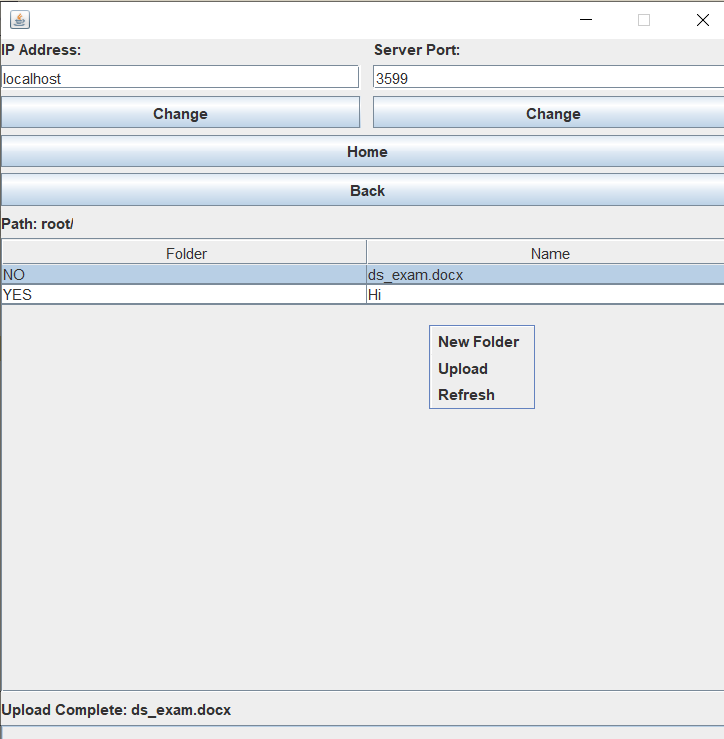 IP Address: Server Port:
localhost 3599
Change Change
Home
Back
Path: root/
Folder Name
NO ds_exam.docx
YES Hi
New Folder
Upload
Refresh
Upload Complete: ds_exam.docx